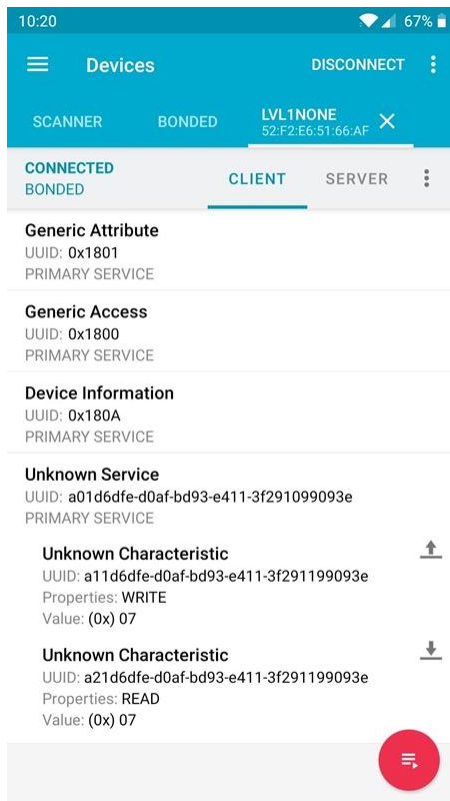 10:20 67%
Devices DISCONNECT
SCANNER BONDED LVL1NONE
52:F2:E6:51:66:AF
CONNECTED
BONDED
CLIENT SERVER
Generic Attribute
UUID: 0x1801
PRIMARY SERVICE
Generic Access
UUID: 0x1800
PRIMARY SERVICE
Device Information
UUID: 0x180A
PRIMARY SERVICE
Unknown Service
UUID: a01d6dfe-d0af-bd93-e411-3f291099093e
PRIMARY SERVICE
Unknown Characteristic
UUID: a11d6dfe-d0af-bd93-e411-3f291199093e
Properties: WRITE
Value: (0x) 07
Unknown Characteristic
UUID: a21d6dfe-d0af-bd93-e411-3f291199093e
Properties: READ
Value: (0x) 07